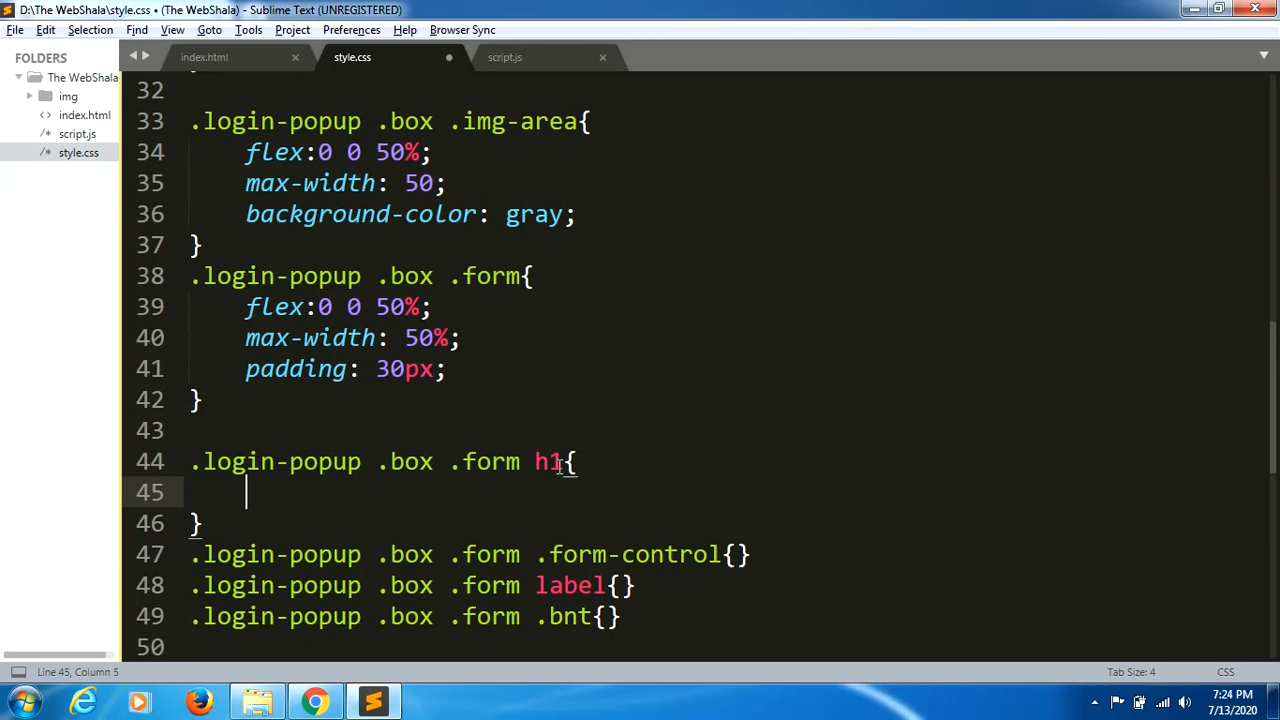 D:\The WebShala\style.css • (The WebShala) - Sublime Text (UNREGISTERED)
File Edit Selection Find View Goto Tools Project Preferences Help Browser Sync
FOLDERS
The WebShala
img
index.html
script.js
style.css
index.html style.css script.js
32
33 .login-popup .box .img-area{
34 flex:0 0 50%;
35 max-width: 50;
36 background-color: gray;
37 }
38 .login-popup .box .form{
39 flex:0 0 50%;
40 max-width: 50%;
41 padding: 30px;
42 }
43
44 .login-popup .box .form h1{
45
46 }
47 .login-popup .box .form .form-control{}
48 .login-popup .box .form label{}
49 .login-popup .box .form .bnt{}
50
Line 45, Column 5 Tab Size: 4 CSS
7:24 PM
7/13/2020